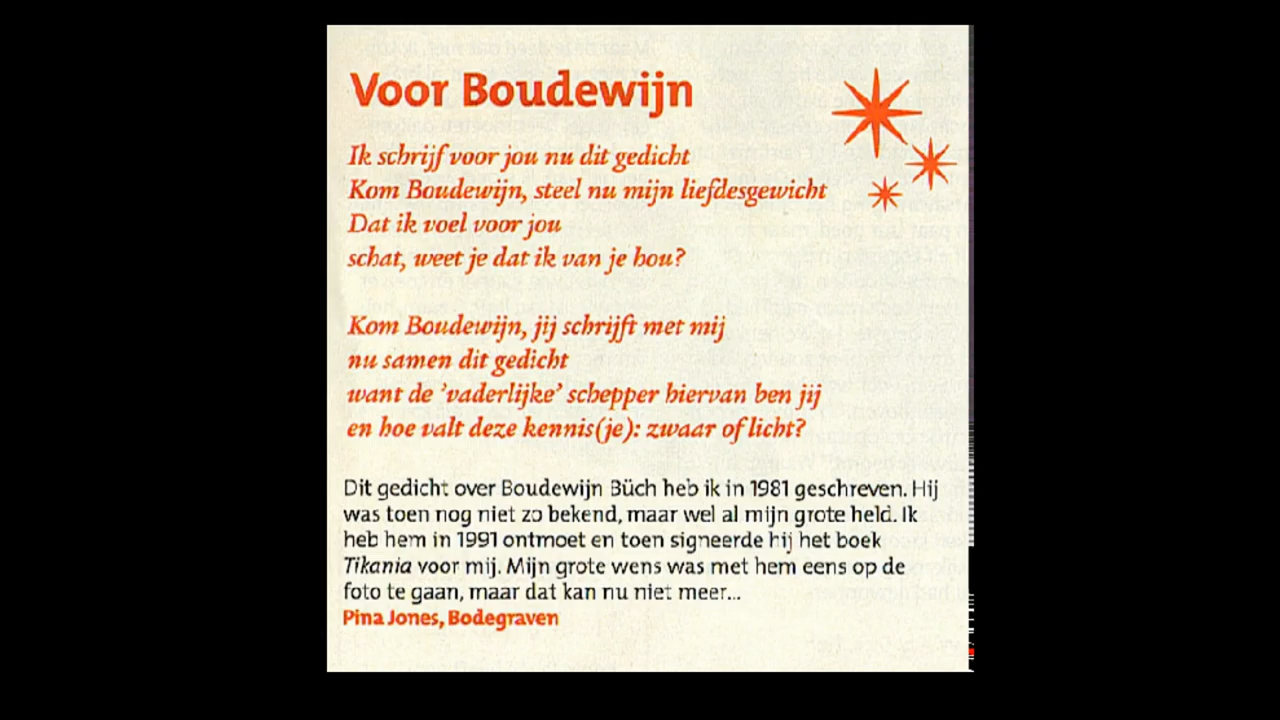 Voor Boudewijn
Ik schrijf voor jou nu dit gedicht
Kom Boudewijn, steel nu mijn liefdesgewicht
Dat ik voel voor jou
schat, weet je dat ik van je hou?
Kom Boudewijn, jij schrijft met mij
nu samen dit gedicht
want de ’vaderlijke’ schepper hiervan ben jij
en hoe valt deze kennis(je): zwaar of licht?
Dit gedicht over Boudewijn Büch heb ik in 1981 geschreven. Hij
was toen nog niet zo bekend, maar wel al mijn grote held. Ik
heb hem in 1991 ontmoet en toen signeerde hij het boek
Tikania voor mij. Mijn grote wens was met hem eens op de
foto te gaan, maar dat kan nu niet meer...
Pina Jones, Bodegraven